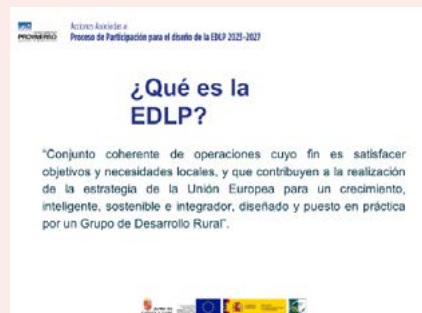 PROYNERSO
Acciones Asociadas al
Proceso de Participación para el diseño de la EDLP 2023-2027
¿Qué es la
EDLP?
“Conjunto coherente de operaciones cuyo fin es satisfacer
objetivos y necesidades locales, y que contribuyen a la realización
de la estrategia de la Unión Europea para un crecimiento,
inteligente, sostenible e integrador, diseñado y puesto en práctica
por un Grupo de Desarrollo Rural”.